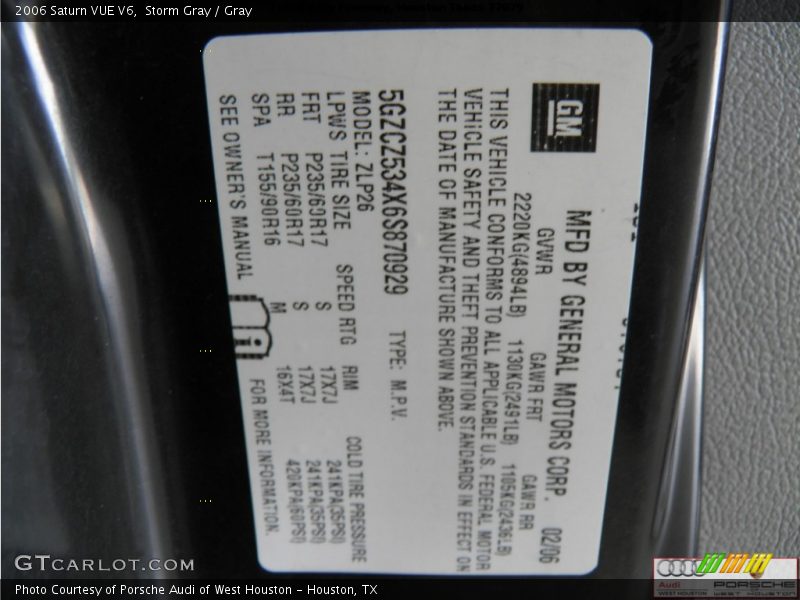 2006 Saturn VUE V6, Storm Gray / Gray
GM
MFD BY GENERAL MOTORS CORP. 02/06
GVWR GAWR FRT GAWR RR
2220KG(4894LB) 1130KG(2491LB) 1105KG(2436LB)
THIS VEHICLE CONFORMS TO ALL APPLICABLE U.S. FEDERAL MOTOR
VEHICLE SAFETY AND THEFT PREVENTION STANDARDS IN EFFECT ON
THE DATE OF MANUFACTURE SHOWN ABOVE.
5GZCZ534X6S870929 TYPE: M.P.V.
MODEL: ZLP26
LPWS TIRE SIZE SPEED RTG RIM COLD TIRE PRESSURE
FRT P235/60R17 S 17X7J 241KPA(35PSI)
RR P235/60R17 S 17X7J 241KPA(35PSI)
SPA T155/90R16 M 16X4T 420KPA(60PSI)
SEE OWNER'S MANUAL FOR MORE INFORMATION.
GTCARLOT.COM
Photo Courtesy of Porsche Audi of West Houston - Houston, TX
Audi PORSCHE
WEST HOUSTON WEST HOUSTON